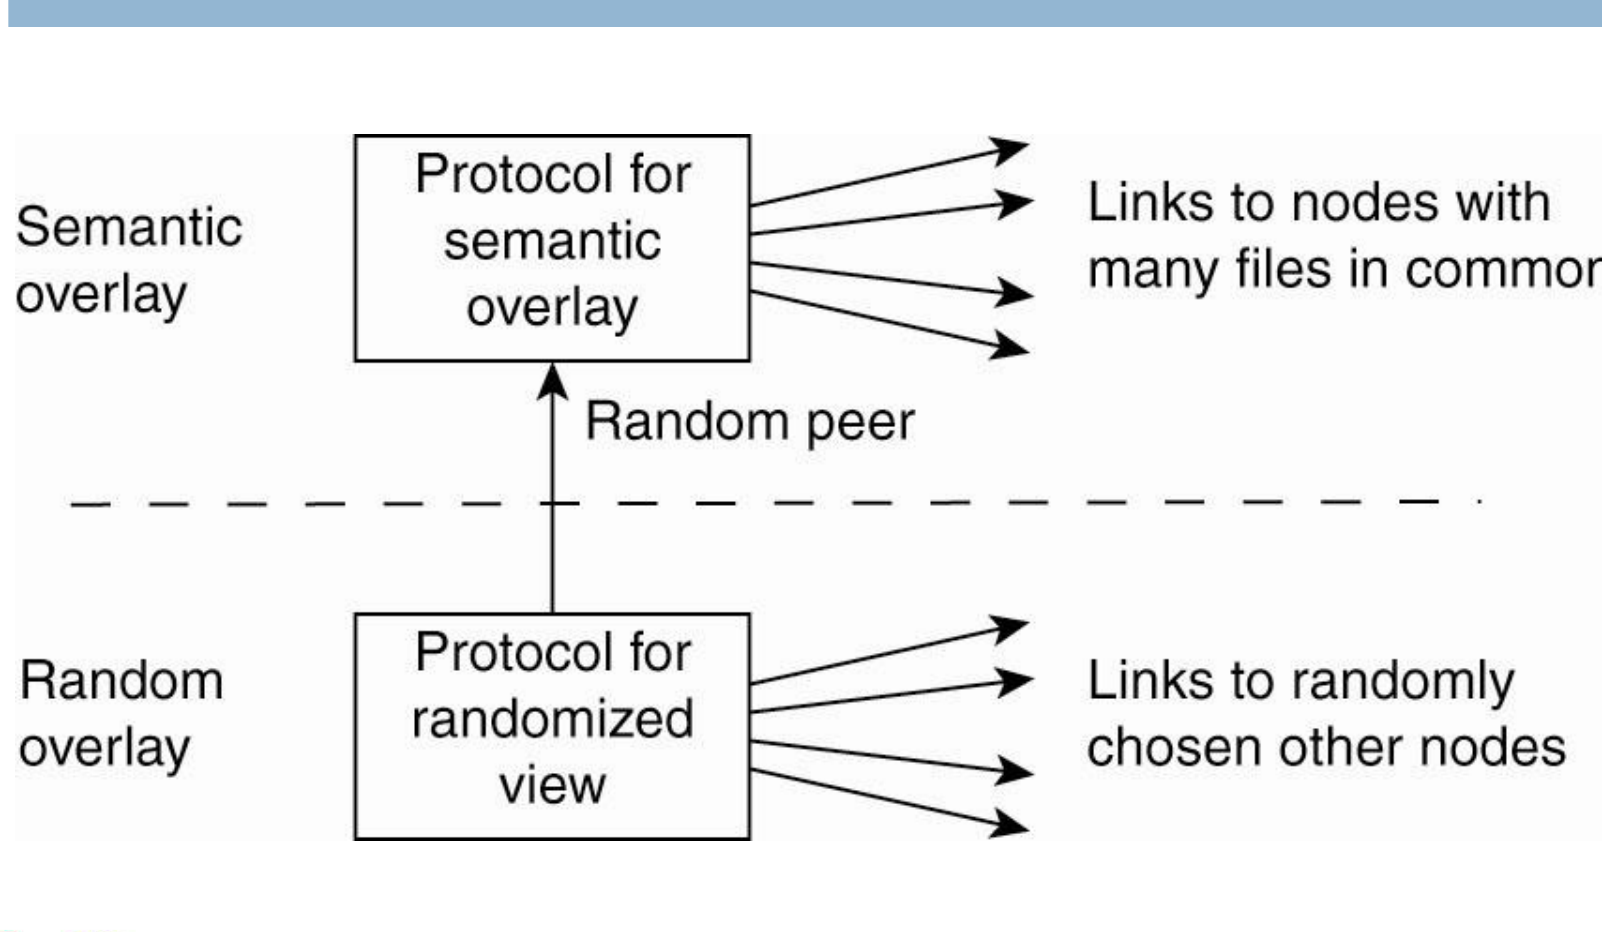 Semantic
overlay
Protocol for
semantic
overlay
Links to nodes with
many files in common
Random peer
Random
overlay
Protocol for
randomized
view
Links to randomly
chosen other nodes